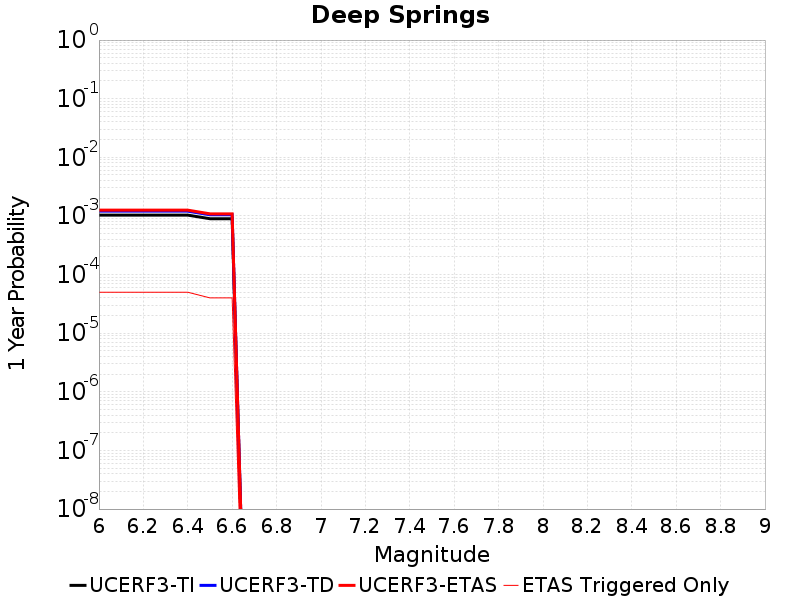 Deep Springs
1 Year Probability
10^0
10^-1
10^-2
10^-3
10^-4
10^-5
10^-6
10^-7
10^-8
6 6.2 6.4 6.6 6.8 7 7.2 7.4 7.6 7.8 8 8.2 8.4 8.6 8.8 9
Magnitude
UCERF3-TI UCERF3-TD UCERF3-ETAS ETAS Triggered Only